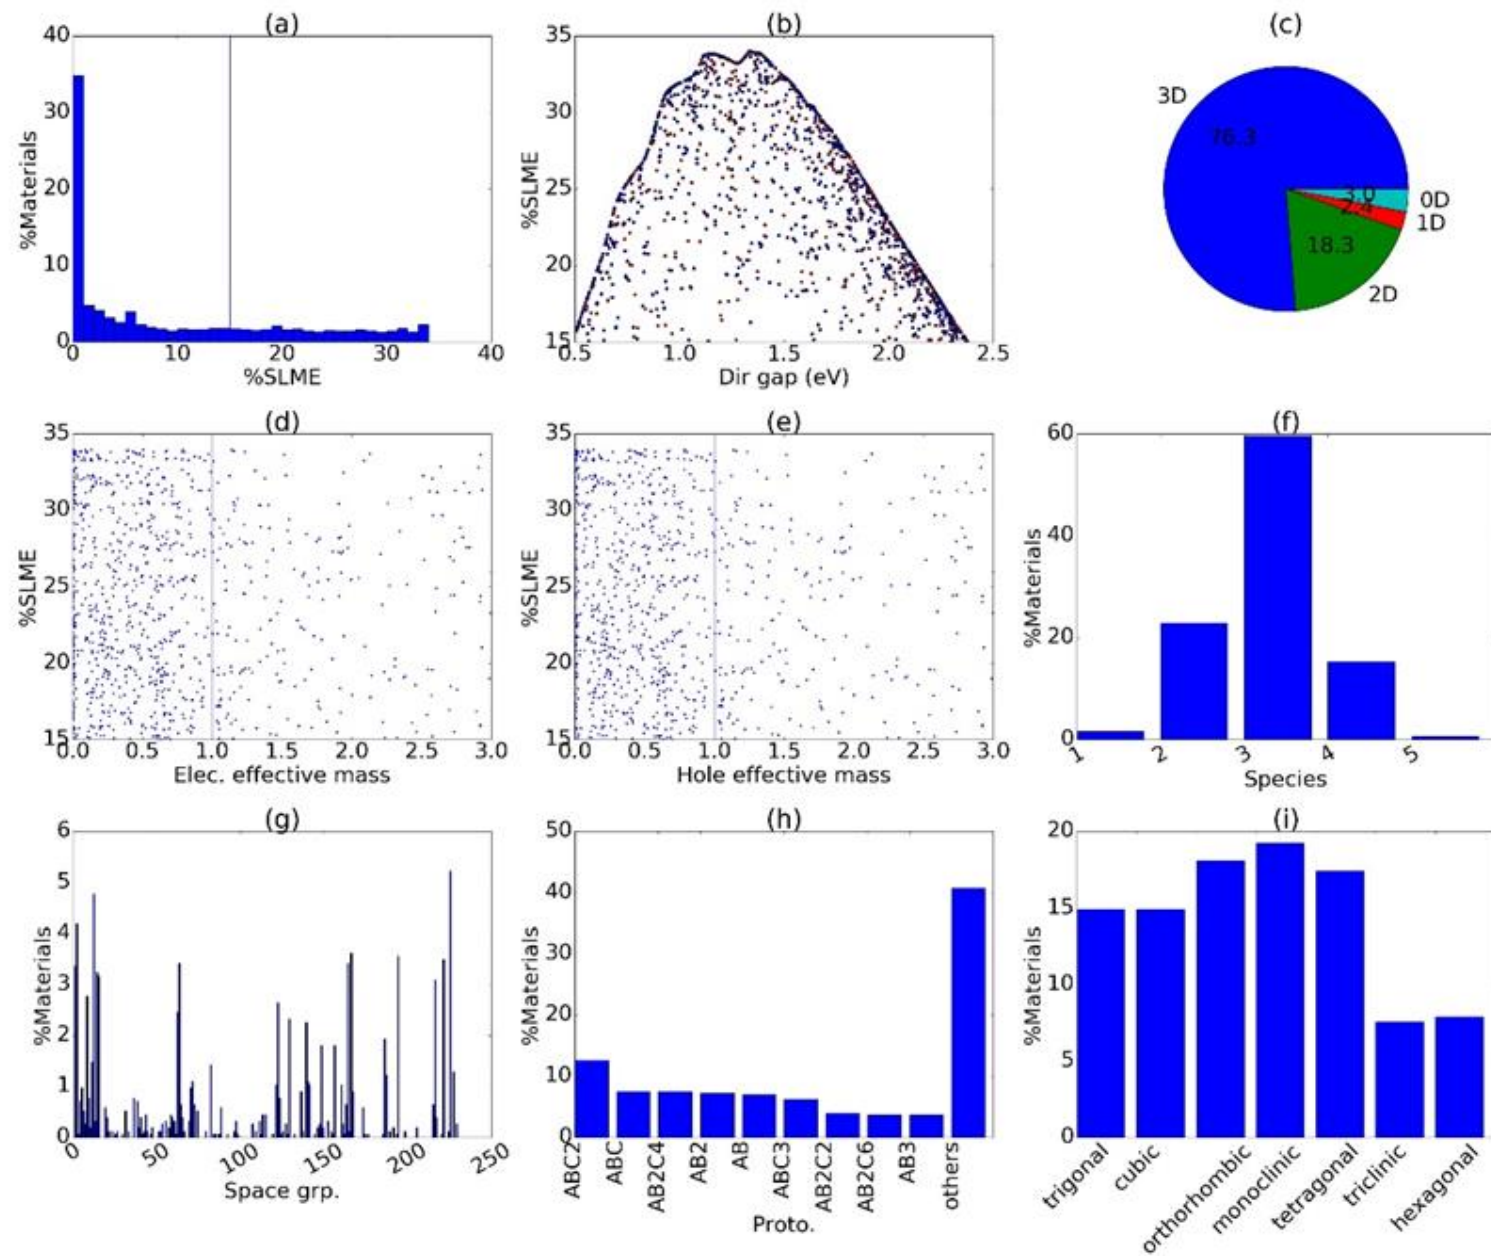 (a)
40
30
20
10
0
%Materials
0 10 20 30 40
%SLME
(b)
35
30
25
20
15
%SLME
0.5 1.0 1.5 2.0 2.5
Dir gap (eV)
(c)
3D
76.3
3.0
0D
2.4
1D
18.3
2D
(d)
35
30
25
20
15
%SLME
0.0 0.5 1.0 1.5 2.0 2.5 3.0
Elec. effective mass
(e)
35
30
25
20
15
%SLME
0.0 0.5 1.0 1.5 2.0 2.5 3.0
Hole effective mass
(f)
60
40
20
0
%Materials
1 2 3 4 5
Species
(g)
6
5
4
3
2
1
0
%Materials
0 50 100 150 200 250
Space grp.
(h)
50
40
30
20
10
0
%Materials
ABC2 ABC AB2C4 AB2 AB ABC3 AB2C2 AB2C6 AB3 others
Proto.
(i)
20
15
10
5
0
%Materials
trigonal cubic orthorhombic monoclinic tetragonal triclinic hexagonal